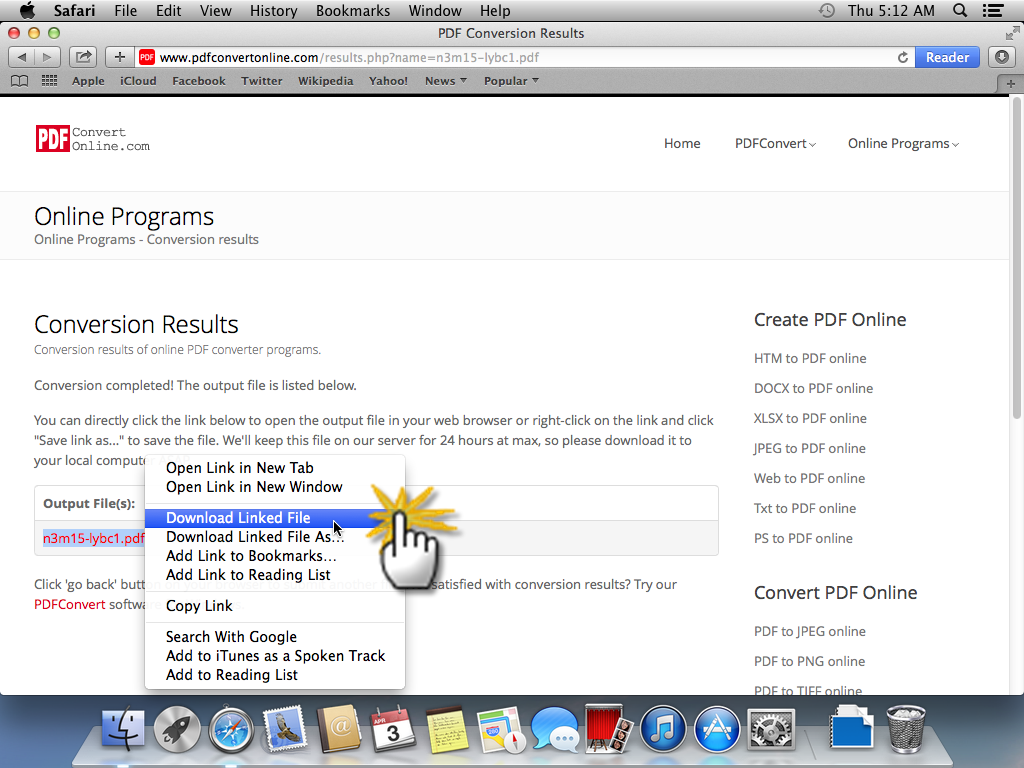 Safari File Edit View History Bookmarks Window Help Thu 5:12 AM
PDF Conversion Results
PDF www.pdfconvertonline.com/results.php?name=n3m15-lybc1.pdf Reader
Apple iCloud Facebook Twitter Wikipedia Yahoo! News Popular
PDF Convert
Online.com
Home PDFConvert Online Programs
Online Programs
Online Programs - Conversion results
Conversion Results
Conversion results of online PDF converter programs.
Conversion completed! The output file is listed below.
You can directly click the link below to open the output file in your web browser or right-click on the link and click
"Save link as..." to save the file. We'll keep this file on our server for 24 hours at max, so please download it to
your local
Output File(s):
n3m15-lybc1.pdf
Click 'go back' satisfied with conversion results? Try our
PDFConvert
Open Link in New Tab
Open Link in New Window
Download Linked File
Download Linked File As...
Add Link to Bookmarks...
Add Link to Reading List
Copy Link
Search With Google
Add to iTunes as a Spoken Track
Add to Reading List
Create PDF Online
HTM to PDF online
DOCX to PDF online
XLSX to PDF online
JPEG to PDF online
Web to PDF online
Txt to PDF online
PS to PDF online
Convert PDF Online
PDF to JPEG online
PDF to PNG online
PDF to TIFF online
APR
3